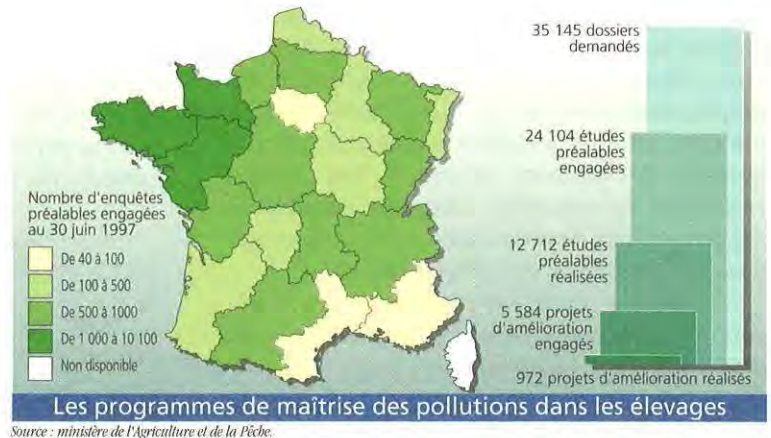 35 145 dossiers
demandés
24 104 études
préalables
engagées
12 712 études
préalables
réalisées
5 584 projets
d'amélioration
engagés
972 projets d'amélioration réalisés
Nombre d'enquêtes
préalables engagées
au 30 juin 1997
De 40 à 100
De 100 à 500
De 500 à 1000
De 1 000 à 10 100
Non disponible
Les programmes de maîtrise des pollutions dans les élevages
Source : ministère de l'Agriculture et de la Pêche.